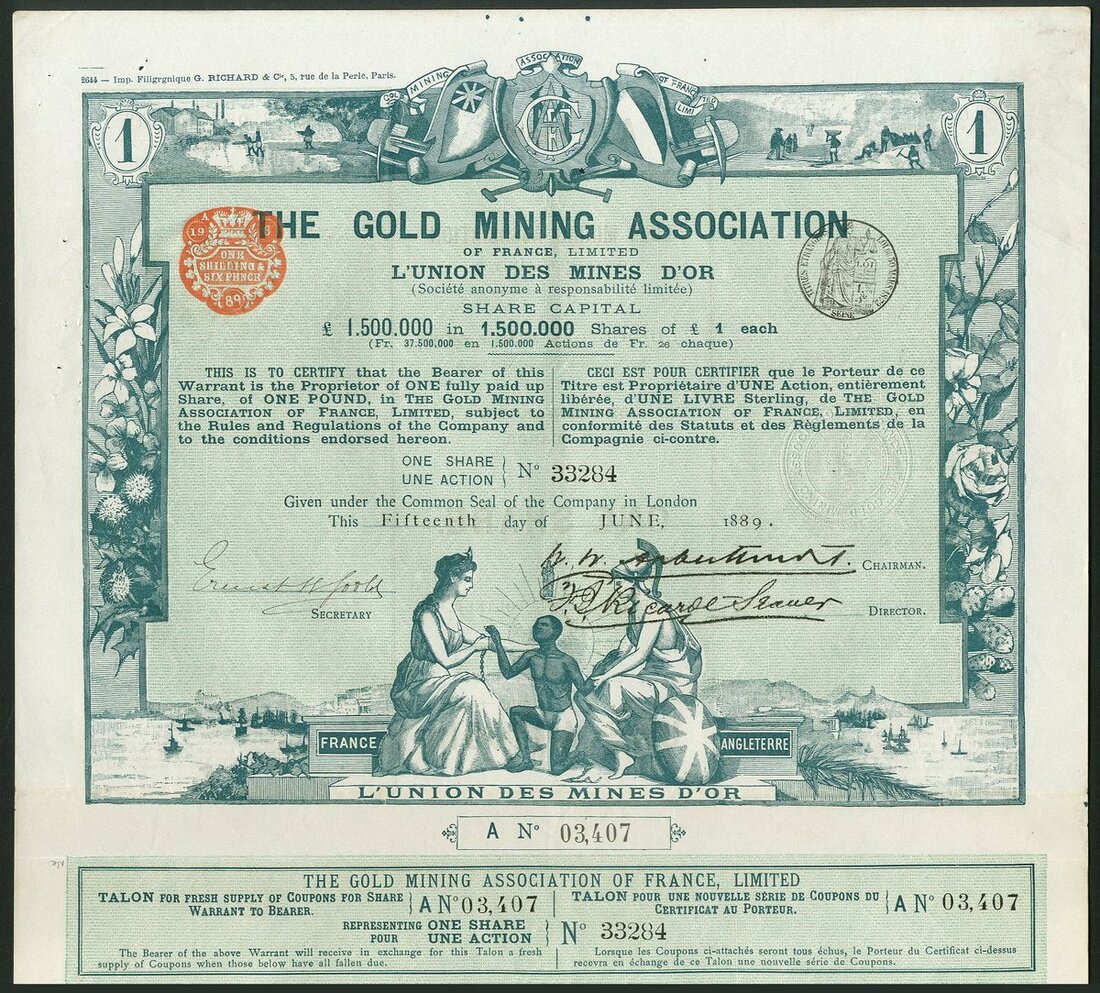 2644 — Imp. Filigrgnique G. RICHARD & Cie, 5, rue de la Perle, Paris.
GOLD MINING ASSOCIATION OF FRANCE LIMITED
1
1
THE GOLD MINING ASSOCIATION
OF FRANCE, LIMITED
L'UNION DES MINES D'OR
(Société anonyme à responsabilité limitée)
SHARE CAPITAL
£ 1.500.000 in 1.500.000 Shares of £ 1 each
(Fr. 37.500.000 en 1.500.000 Actions de Fr. 26 chaque)
A
19 6
ONE
SHILLING &
SIX PENCE
89
SEINE
THIS IS TO CERTIFY that the Bearer of this
Warrant is the Proprietor of ONE fully paid up
Share, of ONE POUND, in THE GOLD MINING
ASSOCIATION OF FRANCE, LIMITED, subject to
the Rules and Regulations of the Company and
to the conditions endorsed hereon.
CECI EST POUR CERTIFIER que le Porteur de ce
Titre est Propriétaire d'UNE Action, entièrement
libérée, d'UNE LIVRE Sterling, de THE GOLD
MINING ASSOCIATION OF FRANCE, LIMITED, en
conformité des Statuts et des Règlements de la
Compagnie ci-contre.
ONE SHARE
UNE ACTION
No 33284
Given under the Common Seal of the Company in London
This Fifteenth day of JUNE, 1889.
CHAIRMAN.
SECRETARY
DIRECTOR.
FRANCE
ANGLETERRE
L'UNION DES MINES D'OR
A No 03,407
THE GOLD MINING ASSOCIATION OF FRANCE, LIMITED
TALON FOR FRESH SUPPLY OF COUPONS FOR SHARE
WARRANT TO BEARER.
A No 03,407
TALON POUR UNE NOUVELLE SÉRIE DE COUPONS DU
CERTIFICAT AU PORTEUR.
A No 03,407
REPRESENTING ONE SHARE
POUR UNE ACTION
No 33284
The Bearer of the above Warrant will receive in exchange for this Talon a fresh
supply of Coupons when those below have all fallen due.
Lorsque les Coupons ci-attachés seront tous échus, le Porteur du Certificat ci-dessus
recevra en échange de ce Talon une nouvelle série de Coupons.